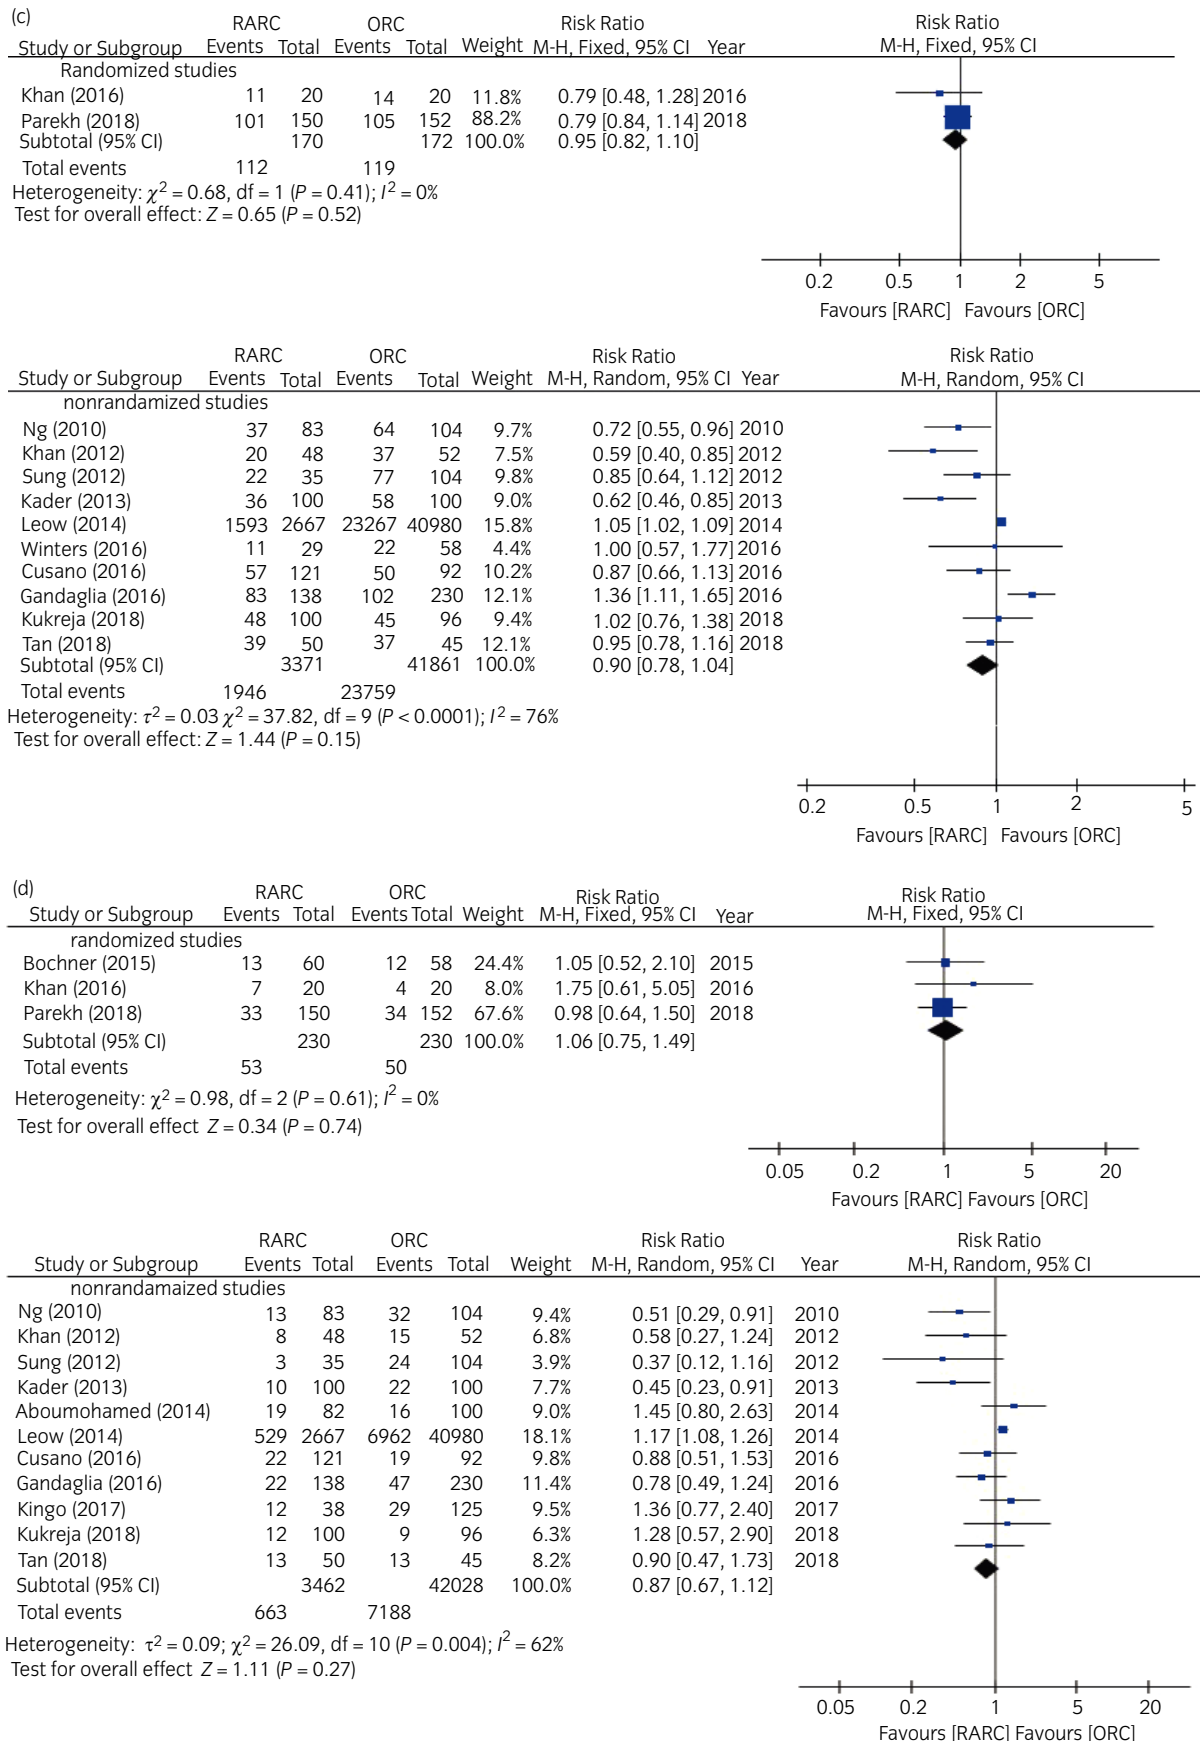 (c)
RARC ORC Risk Ratio Risk Ratio
Study or Subgroup Events Total Events Total Weight M-H, Fixed, 95% CI Year M-H, Fixed, 95% CI
Randomized studies
Khan (2016) 11 20 14 20 11.8% 0.79 [0.48, 1.28] 2016
Parekh (2018) 101 150 105 152 88.2% 0.79 [0.84, 1.14] 2018
Subtotal (95% CI) 170 172 100.0% 0.95 [0.82, 1.10]
Total events 112 119
Heterogeneity: χ² = 0.68, df = 1 (P = 0.41); I² = 0%
Test for overall effect: Z = 0.65 (P = 0.52)
0.2 0.5 1 2 5
Favours [RARC] Favours [ORC]
RARC ORC Risk Ratio Risk Ratio
Study or Subgroup Events Total Events Total Weight M-H, Random, 95% CI Year M-H, Random, 95% CI
nonrandamized studies
Ng (2010) 37 83 64 104 9.7% 0.72 [0.55, 0.96] 2010
Khan (2012) 20 48 37 52 7.5% 0.59 [0.40, 0.85] 2012
Sung (2012) 22 35 77 104 9.8% 0.85 [0.64, 1.12] 2012
Kader (2013) 36 100 58 100 9.0% 0.62 [0.46, 0.85] 2013
Leow (2014) 1593 2667 23267 40980 15.8% 1.05 [1.02, 1.09] 2014
Winters (2016) 11 29 22 58 4.4% 1.00 [0.57, 1.77] 2016
Cusano (2016) 57 121 50 92 10.2% 0.87 [0.66, 1.13] 2016
Gandaglia (2016) 83 138 102 230 12.1% 1.36 [1.11, 1.65] 2016
Kukreja (2018) 48 100 45 96 9.4% 1.02 [0.76, 1.38] 2018
Tan (2018) 39 50 37 45 12.1% 0.95 [0.78, 1.16] 2018
Subtotal (95% CI) 3371 41861 100.0% 0.90 [0.78, 1.04]
Total events 1946 23759
Heterogeneity: τ² = 0.03 χ² = 37.82, df = 9 (P < 0.0001); I² = 76%
Test for overall effect: Z = 1.44 (P = 0.15)
0.2 0.5 1 2 5
Favours [RARC] Favours [ORC]
(d)
RARC ORC Risk Ratio Risk Ratio
Study or Subgroup Events Total Events Total Weight M-H, Fixed, 95% CI Year M-H, Fixed, 95% CI
randomized studies
Bochner (2015) 13 60 12 58 24.4% 1.05 [0.52, 2.10] 2015
Khan (2016) 7 20 4 20 8.0% 1.75 [0.61, 5.05] 2016
Parekh (2018) 33 150 34 152 67.6% 0.98 [0.64, 1.50] 2018
Subtotal (95% CI) 230 230 100.0% 1.06 [0.75, 1.49]
Total events 53 50
Heterogeneity: χ² = 0.98, df = 2 (P = 0.61); I² = 0%
Test for overall effect Z = 0.34 (P = 0.74)
0.05 0.2 1 5 20
Favours [RARC] Favours [ORC]
RARC ORC Risk Ratio Risk Ratio
Study or Subgroup Events Total Events Total Weight M-H, Random, 95% CI Year M-H, Random, 95% CI
nonrandamaized studies
Ng (2010) 13 83 32 104 9.4% 0.51 [0.29, 0.91] 2010
Khan (2012) 8 48 15 52 6.8% 0.58 [0.27, 1.24] 2012
Sung (2012) 3 35 24 104 3.9% 0.37 [0.12, 1.16] 2012
Kader (2013) 10 100 22 100 7.7% 0.45 [0.23, 0.91] 2013
Aboumohamed (2014) 19 82 16 100 9.0% 1.45 [0.80, 2.63] 2014
Leow (2014) 529 2667 6962 40980 18.1% 1.17 [1.08, 1.26] 2014
Cusano (2016) 22 121 19 92 9.8% 0.88 [0.51, 1.53] 2016
Gandaglia (2016) 22 138 47 230 11.4% 0.78 [0.49, 1.24] 2016
Kingo (2017) 12 38 29 125 9.5% 1.36 [0.77, 2.40] 2017
Kukreja (2018) 12 100 9 96 6.3% 1.28 [0.57, 2.90] 2018
Tan (2018) 13 50 13 45 8.2% 0.90 [0.47, 1.73] 2018
Subtotal (95% CI) 3462 42028 100.0% 0.87 [0.67, 1.12]
Total events 663 7188
Heterogeneity: τ² = 0.09; χ² = 26.09, df = 10 (P = 0.004); I² = 62%
Test for overall effect Z = 1.11 (P = 0.27)
0.05 0.2 1 5 20
Favours [RARC] Favours [ORC]